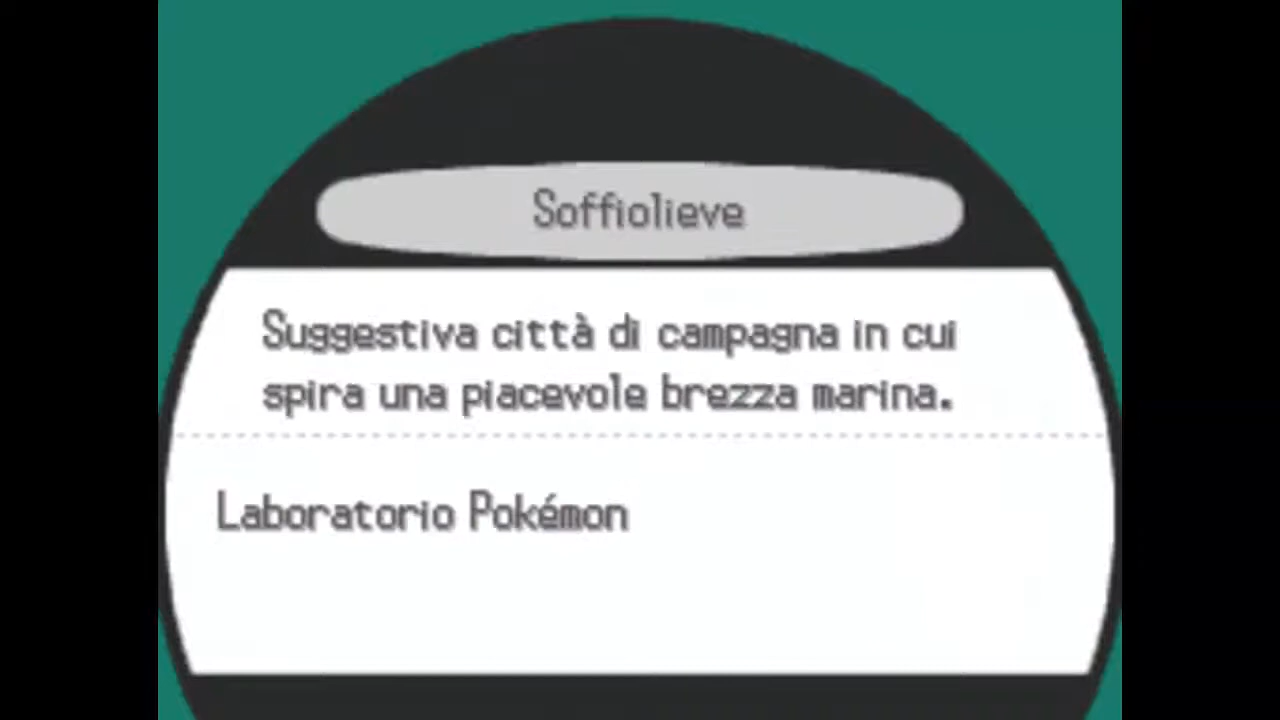 Soffiolieve
Suggestiva città di campagna in cui
spira una piacevole brezza marina.
Laboratorio Pokémon